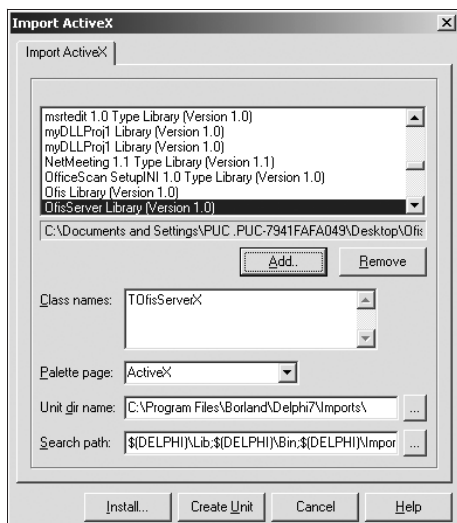 Import ActiveX
Import ActiveX
msrtedit 1.0 Type Library (Version 1.0)
myDLLProj1 Library (Version 1.0)
myDLLProj1 Library (Version 1.0)
NetMeeting 1.1 Type Library (Version 1.1)
OfficeScan SetupINI 1.0 Type Library (Version 1.0)
Ofis Library (Version 1.0)
OfisServer Library (Version 1.0)
C:\Documents and Settings\PUC .PUC-7941FAFA049\Desktop\Ofis
Add..
Remove
Class names:
TOfisServerX
Palette page:
ActiveX
Unit dir name:
C:\Program Files\Borland\Delphi7\Imports\
...
Search path:
$(DELPHI)\Lib;$(DELPHI)\Bin;$(DELPHI)\Impor
...
Install...
Create Unit
Cancel
Help